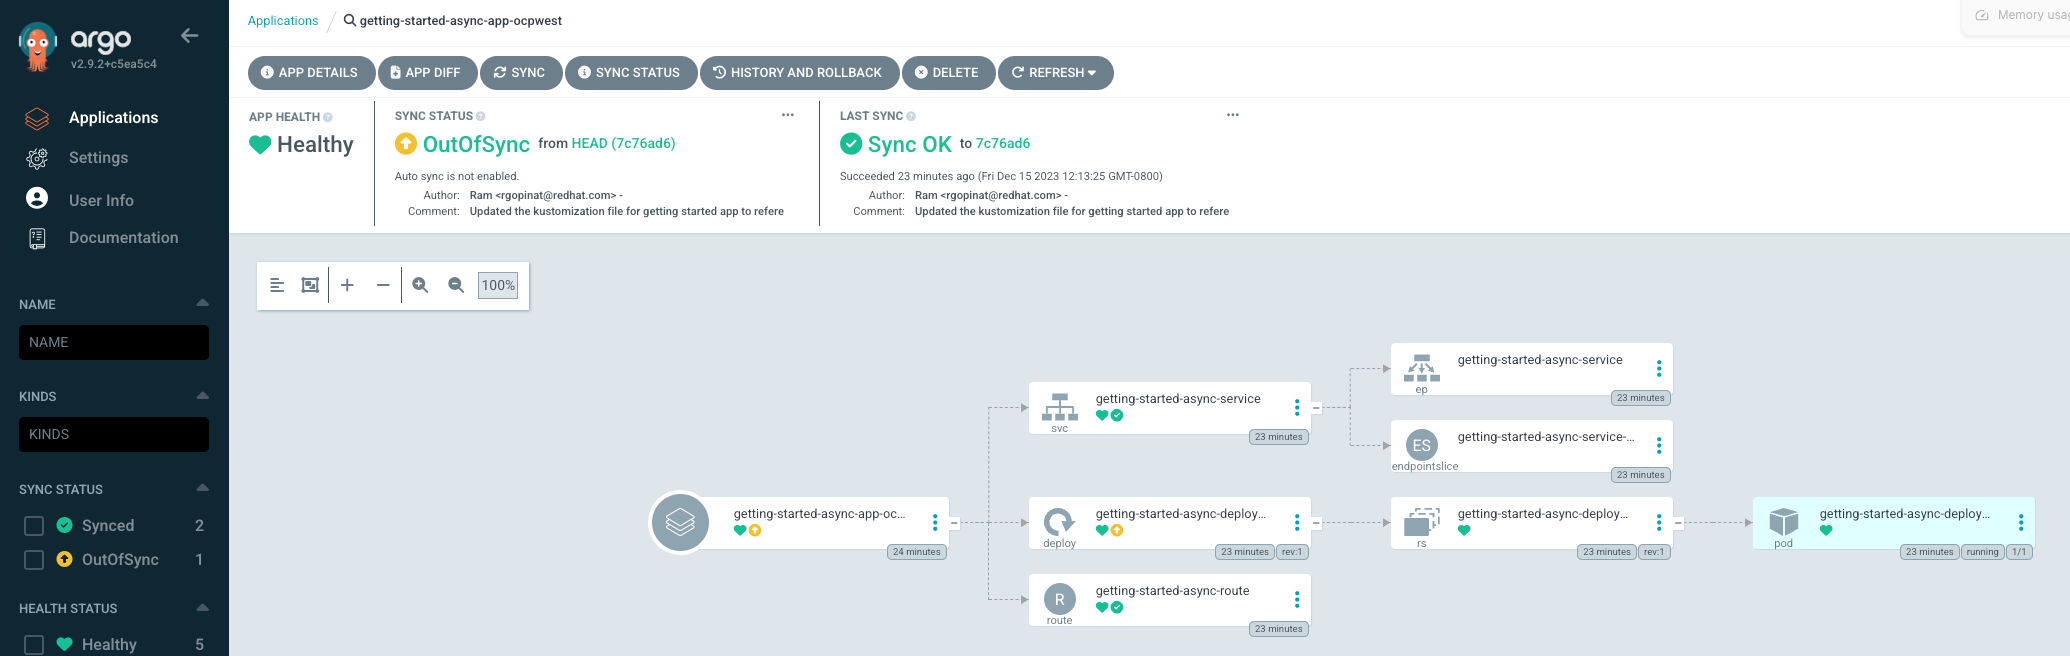 argo
v2.9.2+c5ea5c4
Applications
Settings
User Info
Documentation
NAME
NAME
KINDS
KINDS
SYNC STATUS
Synced 2
OutOfSync 1
HEALTH STATUS
Healthy 5
Applications / getting-started-async-app-ocpwest
Memory usag
APP DETAILS APP DIFF SYNC SYNC STATUS HISTORY AND ROLLBACK DELETE REFRESH
APP HEALTH
Healthy
SYNC STATUS
OutOfSync from HEAD (7c76ad6)
Auto sync is not enabled.
Author: Ram <rgopinat@redhat.com> -
Comment: Updated the kustomization file for getting started app to refere
LAST SYNC
Sync OK to 7c76ad6
Succeeded 23 minutes ago (Fri Dec 15 2023 12:13:25 GMT-0800)
Author: Ram <rgopinat@redhat.com> -
Comment: Updated the kustomization file for getting started app to refere
100%
getting-started-async-app-oc...
24 minutes
getting-started-async-service
svc
23 minutes
getting-started-async-service
ep
23 minutes
ES
getting-started-async-service-...
endpointslice
23 minutes
getting-started-async-deploy...
deploy
23 minutes rev:1
getting-started-async-deploy...
rs
23 minutes rev:1
getting-started-async-deploy...
pod
23 minutes running 1/1
R
getting-started-async-route
route
23 minutes